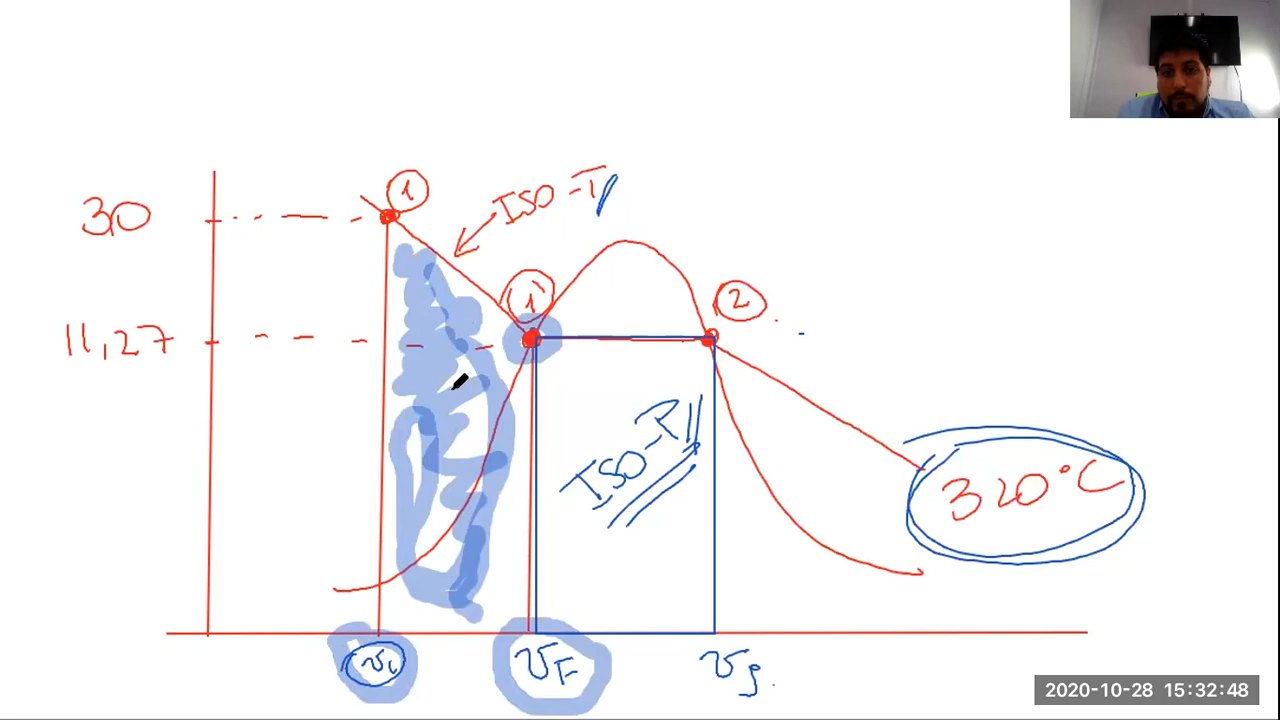 1
ISO-T
30
1'
2
11,27
ISO-P
320°C
v₁
vF
vg.
2020-10-28 15:32:48